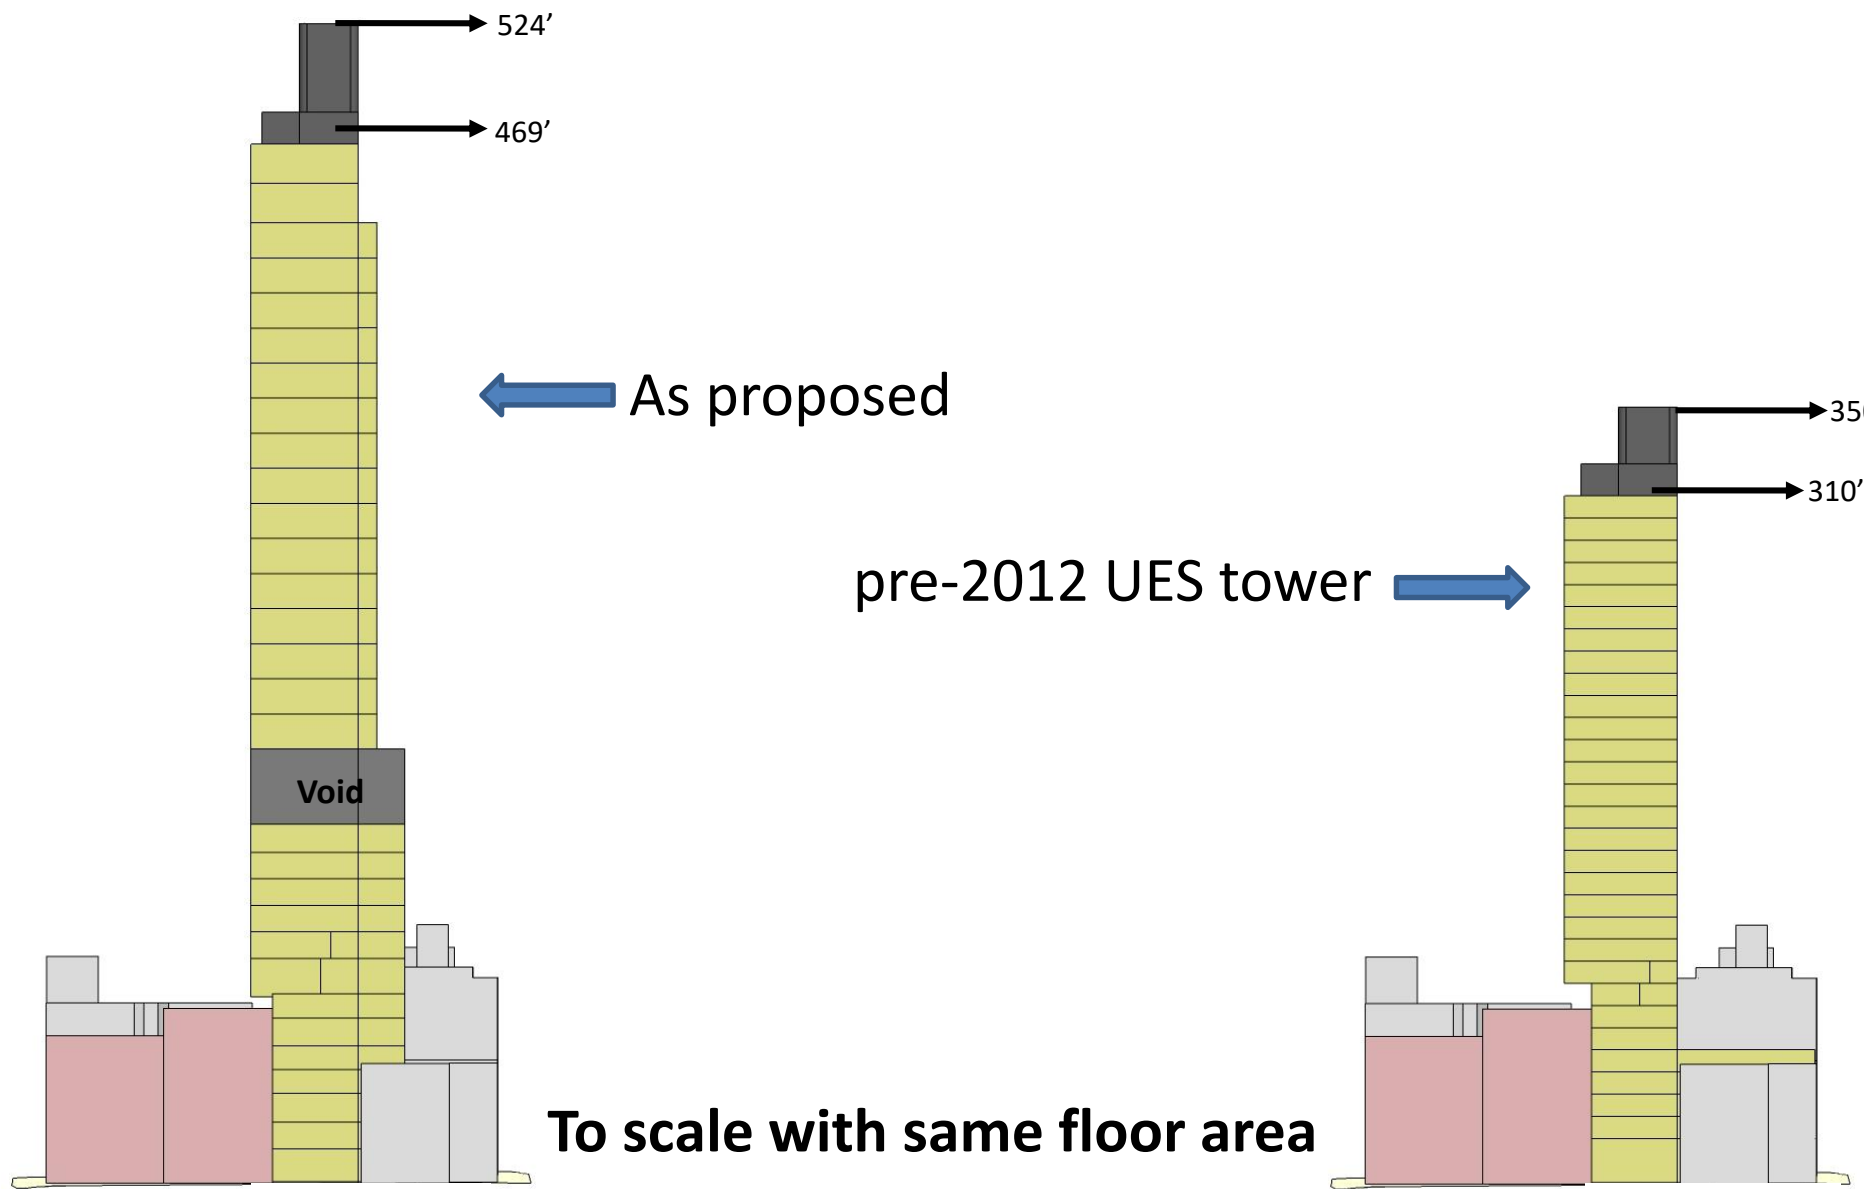 524’
469’
As proposed
310’
pre-2012 UES tower
Void
To scale with same floor area